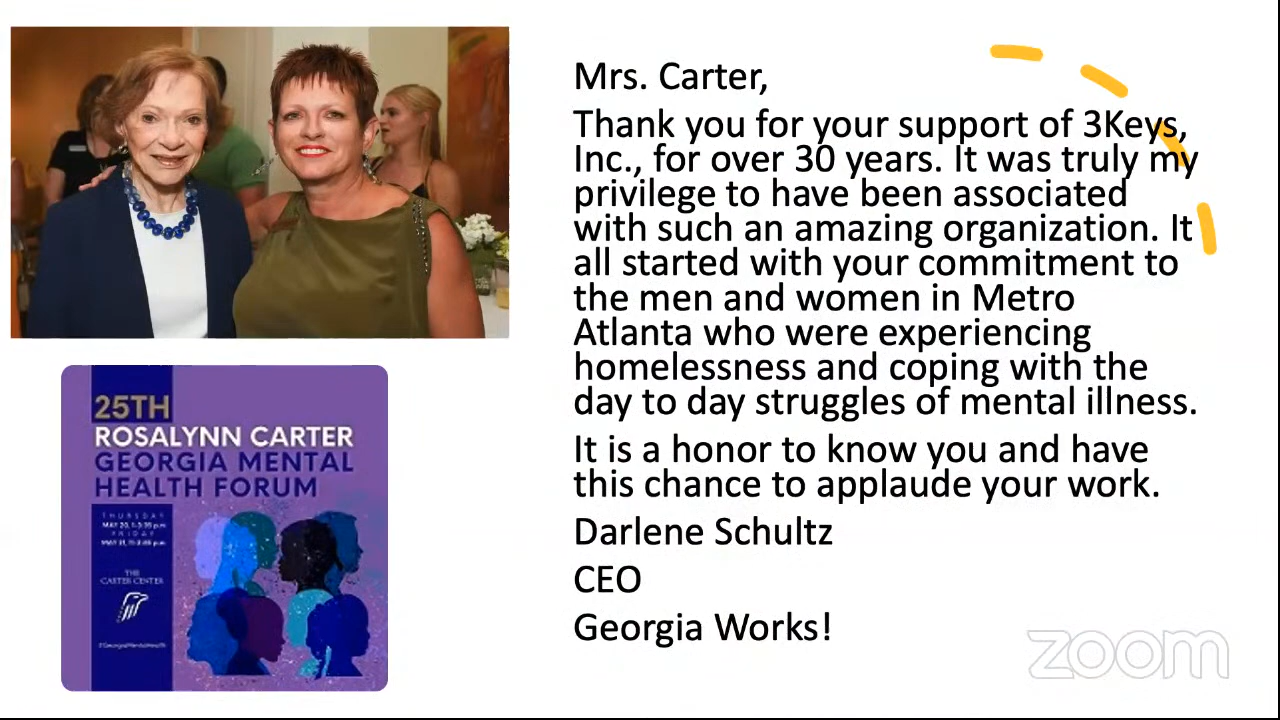 Mrs. Carter,
Thank you for your support of 3Keys,
Inc., for over 30 years. It was truly my
privilege to have been associated
with such an amazing organization. It
all started with your commitment to
the men and women in Metro
Atlanta who were experiencing
homelessness and coping with the
day to day struggles of mental illness.
It is a honor to know you and have
this chance to applaude your work.
Darlene Schultz
CEO
Georgia Works!
25TH
ROSALYNN CARTER
GEORGIA MENTAL
HEALTH FORUM
THURSDAY
FRIDAY
THE
CARTER CENTER
#GeorgiaMentalHealth
zoom